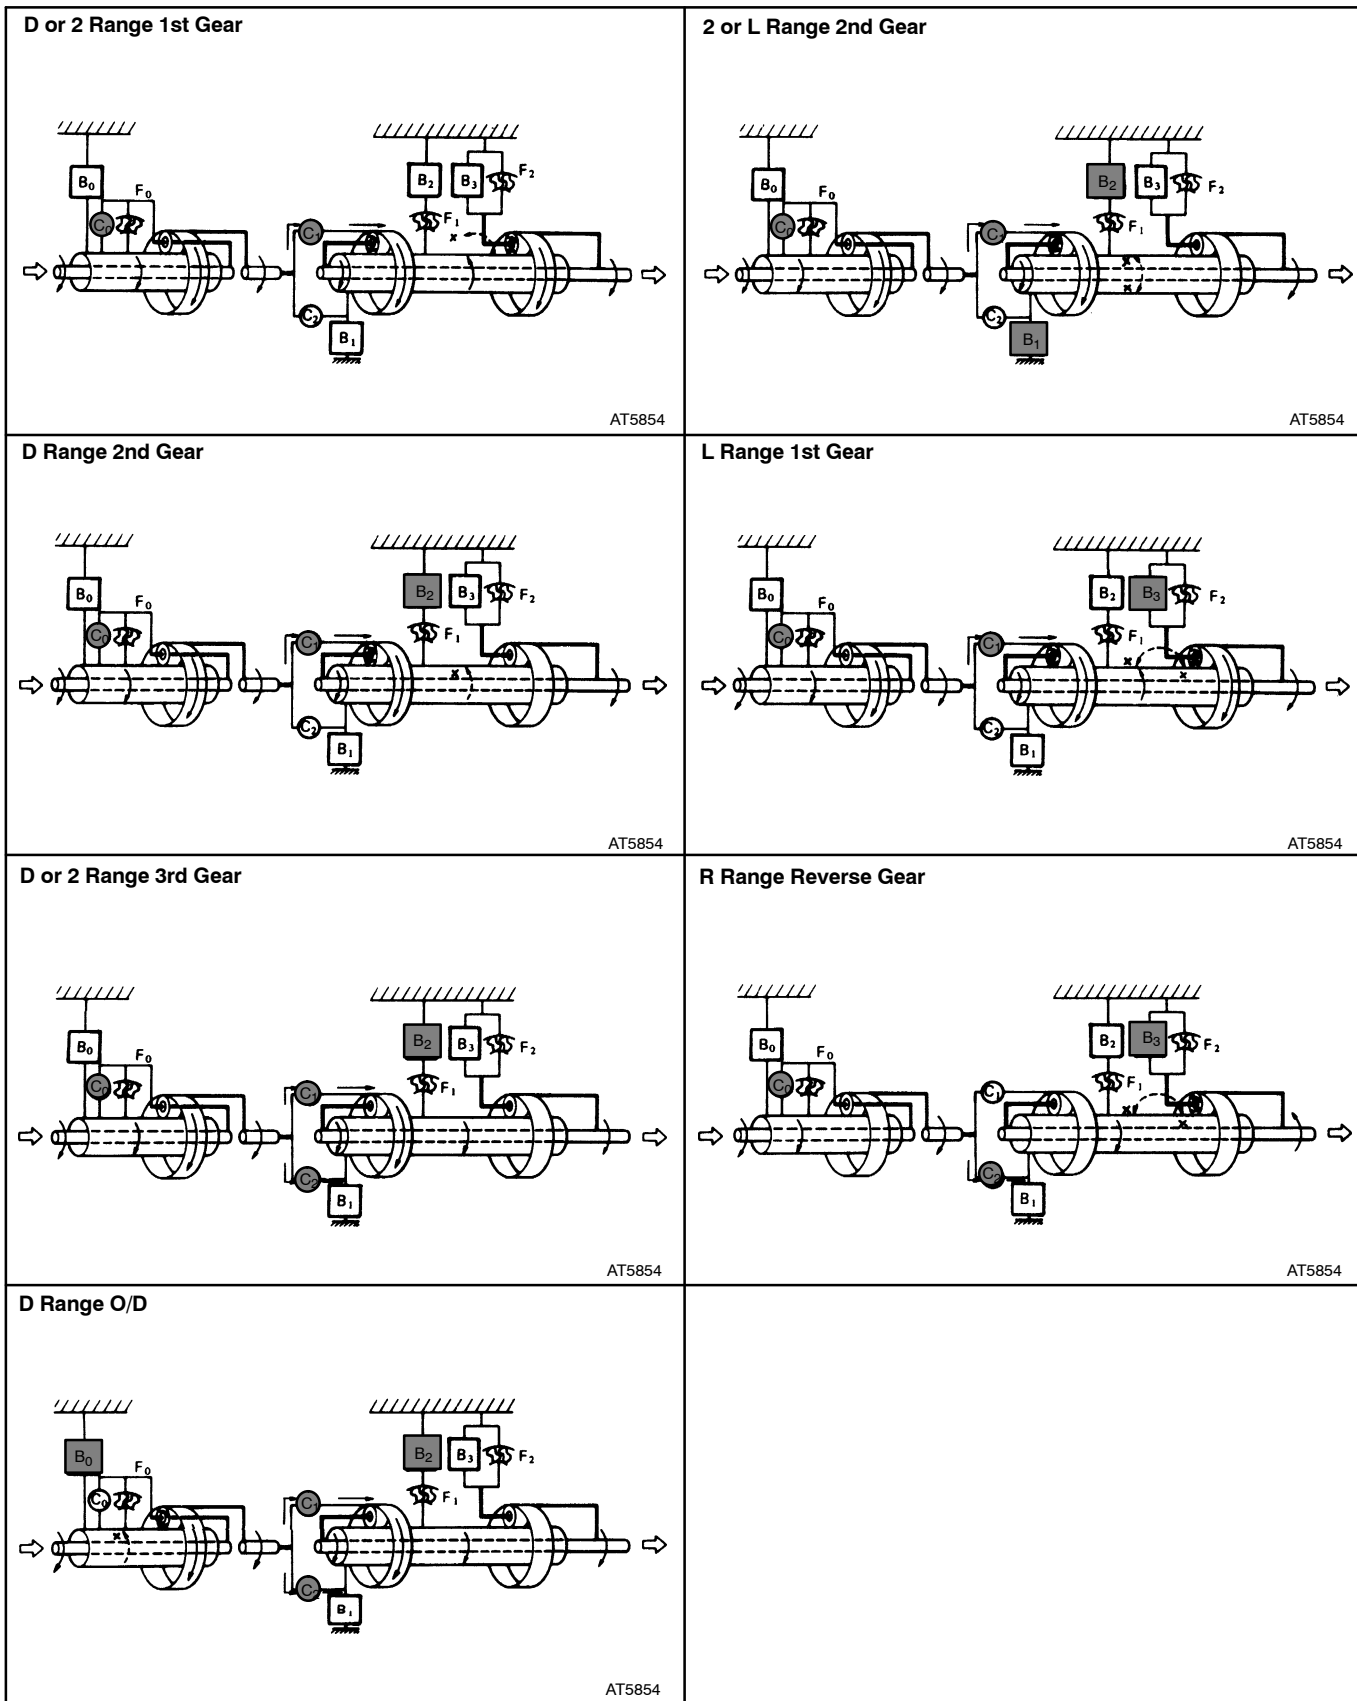 D or 2 Range 1st Gear
B0
F0
C0
C1
C2
B1
B2
B3
F1
F2
AT5854
2 or L Range 2nd Gear
B0
F0
C0
C1
C2
B1
B2
B3
F1
F2
AT5854
D Range 2nd Gear
B0
F0
C0
C1
C2
B1
B2
B3
F1
F2
AT5854
L Range 1st Gear
B0
F0
C0
C1
C2
B1
B2
B3
F1
F2
AT5854
D or 2 Range 3rd Gear
B0
F0
C0
C1
C2
B1
B2
B3
F1
F2
AT5854
R Range Reverse Gear
B0
F0
C0
C1
C2
B1
B2
B3
F1
F2
AT5854
D Range O/D
B0
F0
C0
C1
C2
B1
B2
B3
F1
F2
AT5854